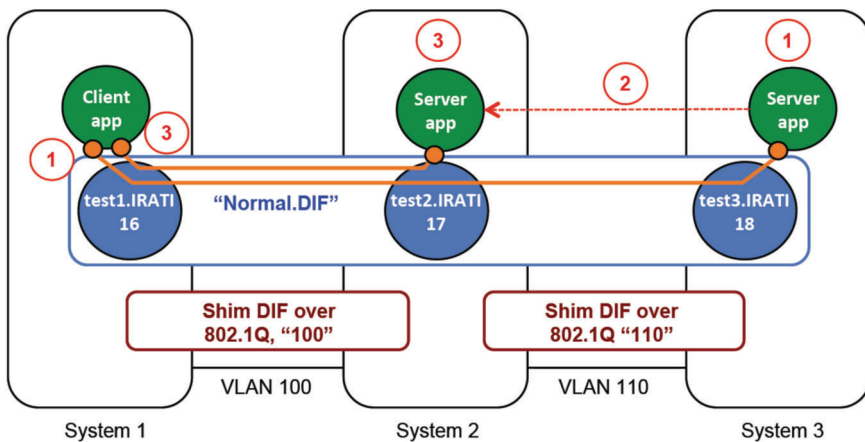 3
1
Client
app
Server
app
2
Server
app
3
1
test1.IRATI
16
“Normal.DIF”
test2.IRATI
17
test3.IRATI
18
Shim DIF over
802.1Q, “100”
Shim DIF over
802.1Q “110”
VLAN 100
VLAN 110
System 1
System 2
System 3